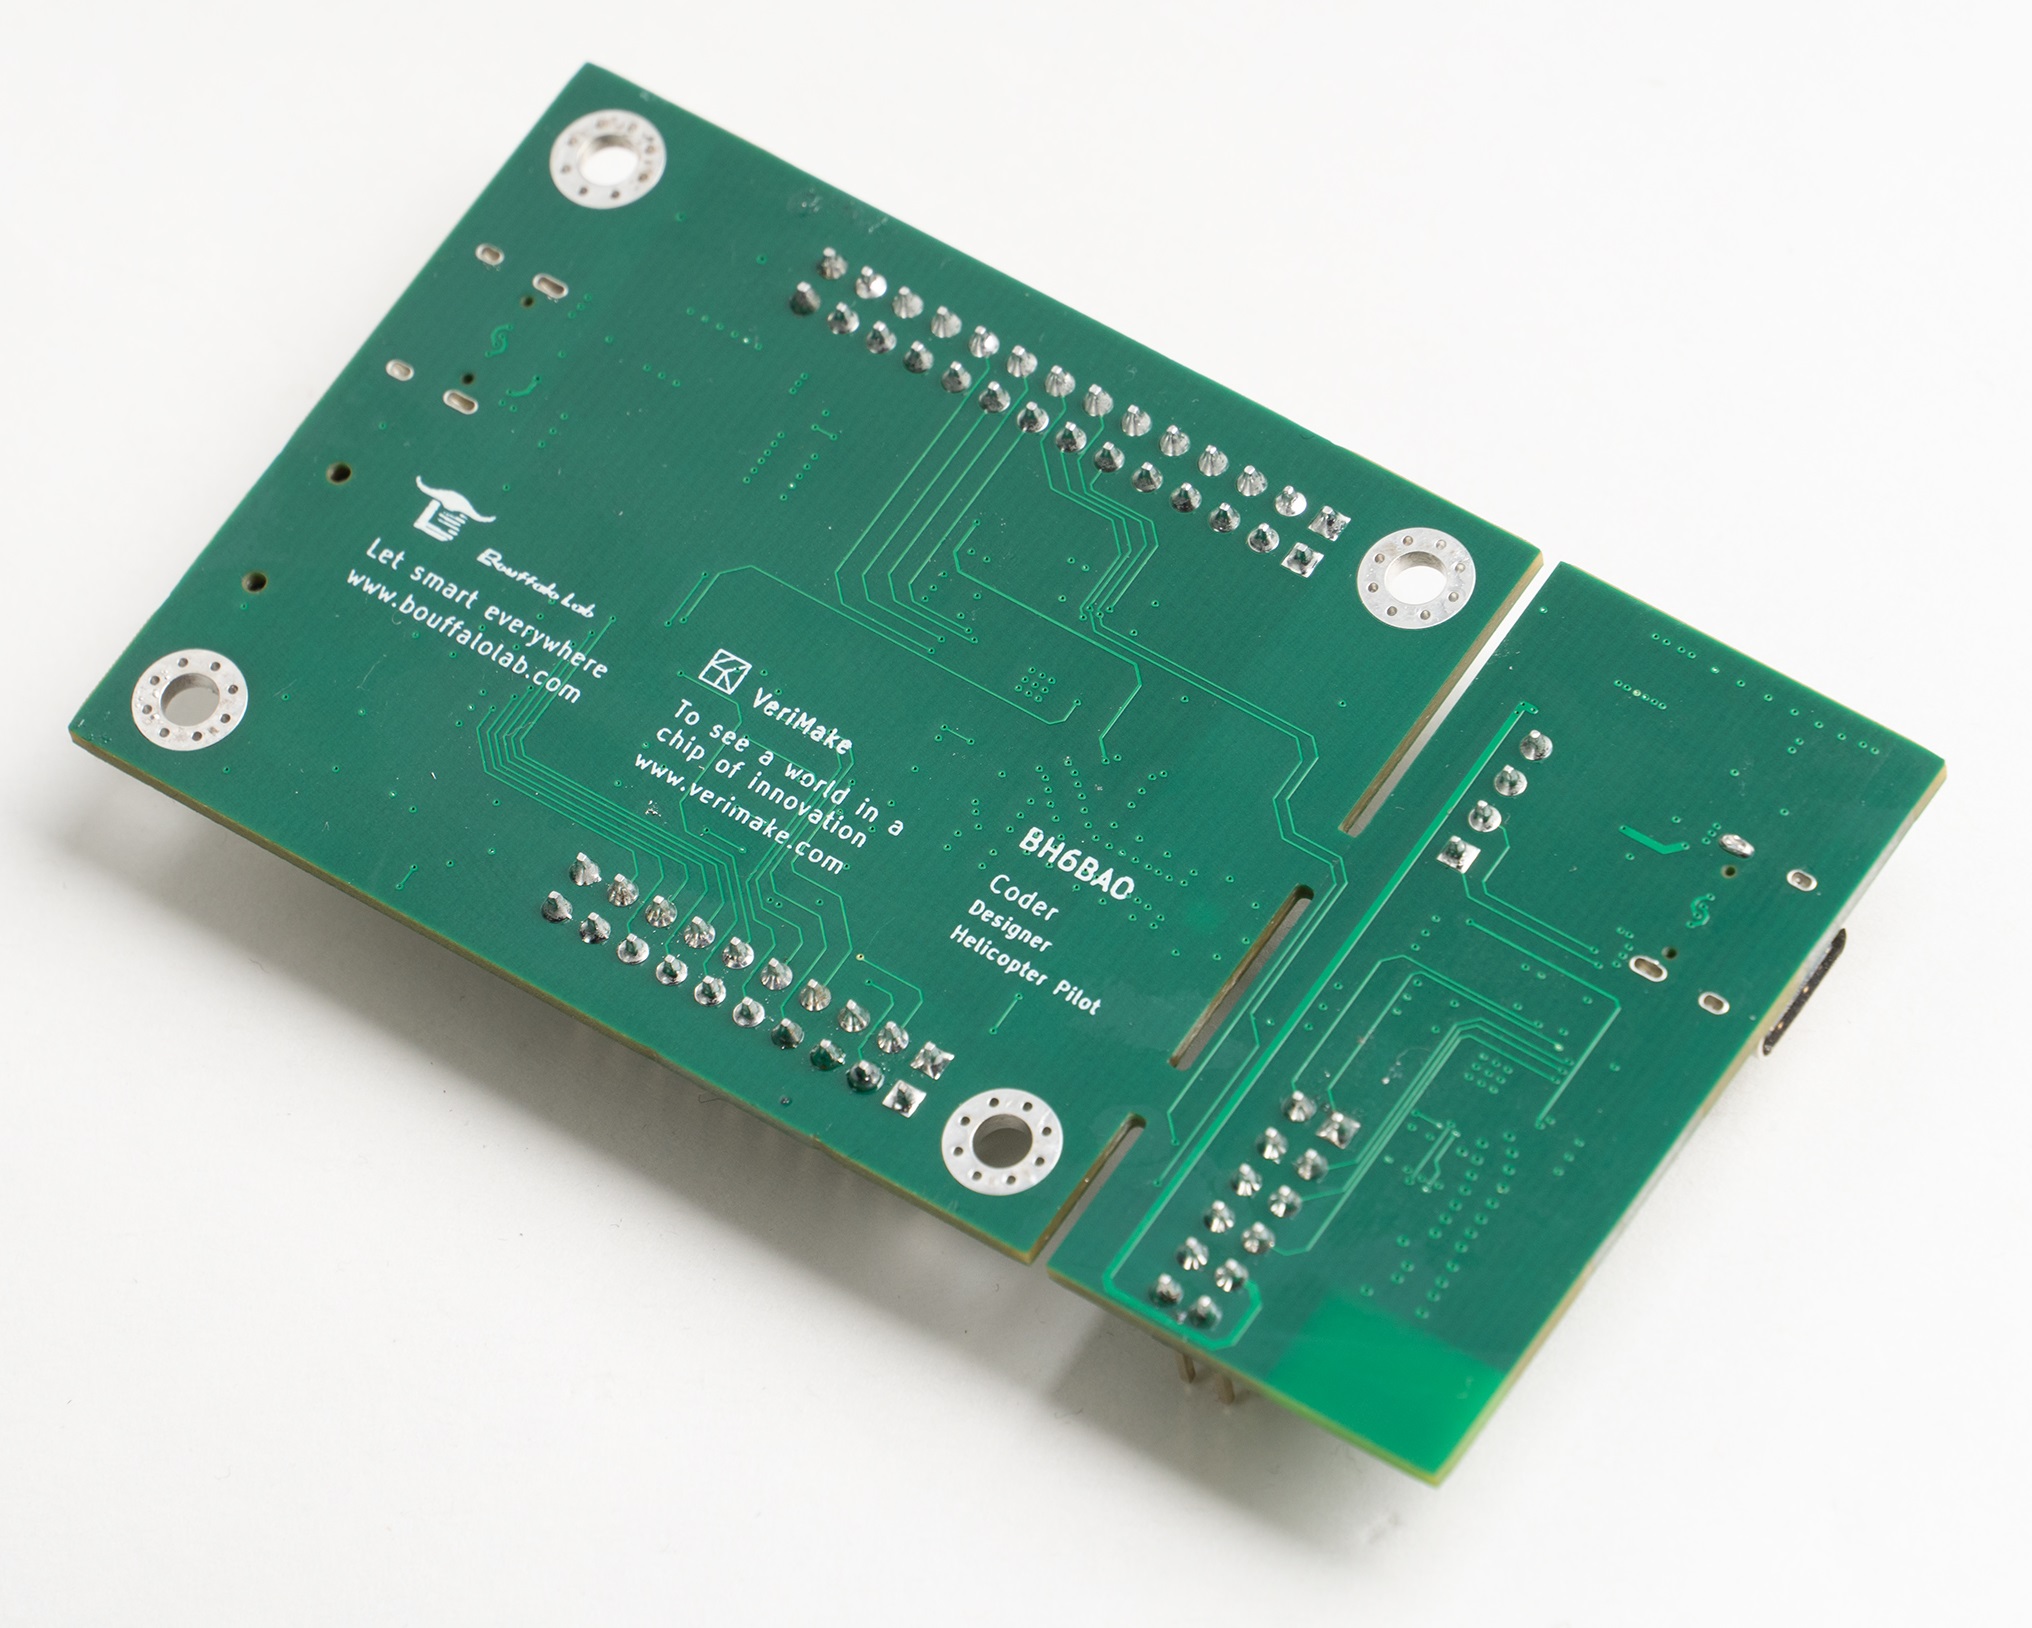 Bouffalo Lab
Let smart everywhere
www.bouffalolab.com
VeriMake
To see a world in a
chip of innovation
www.verimake.com
BH6BAO
Coder
Designer
Helicopter Pilot